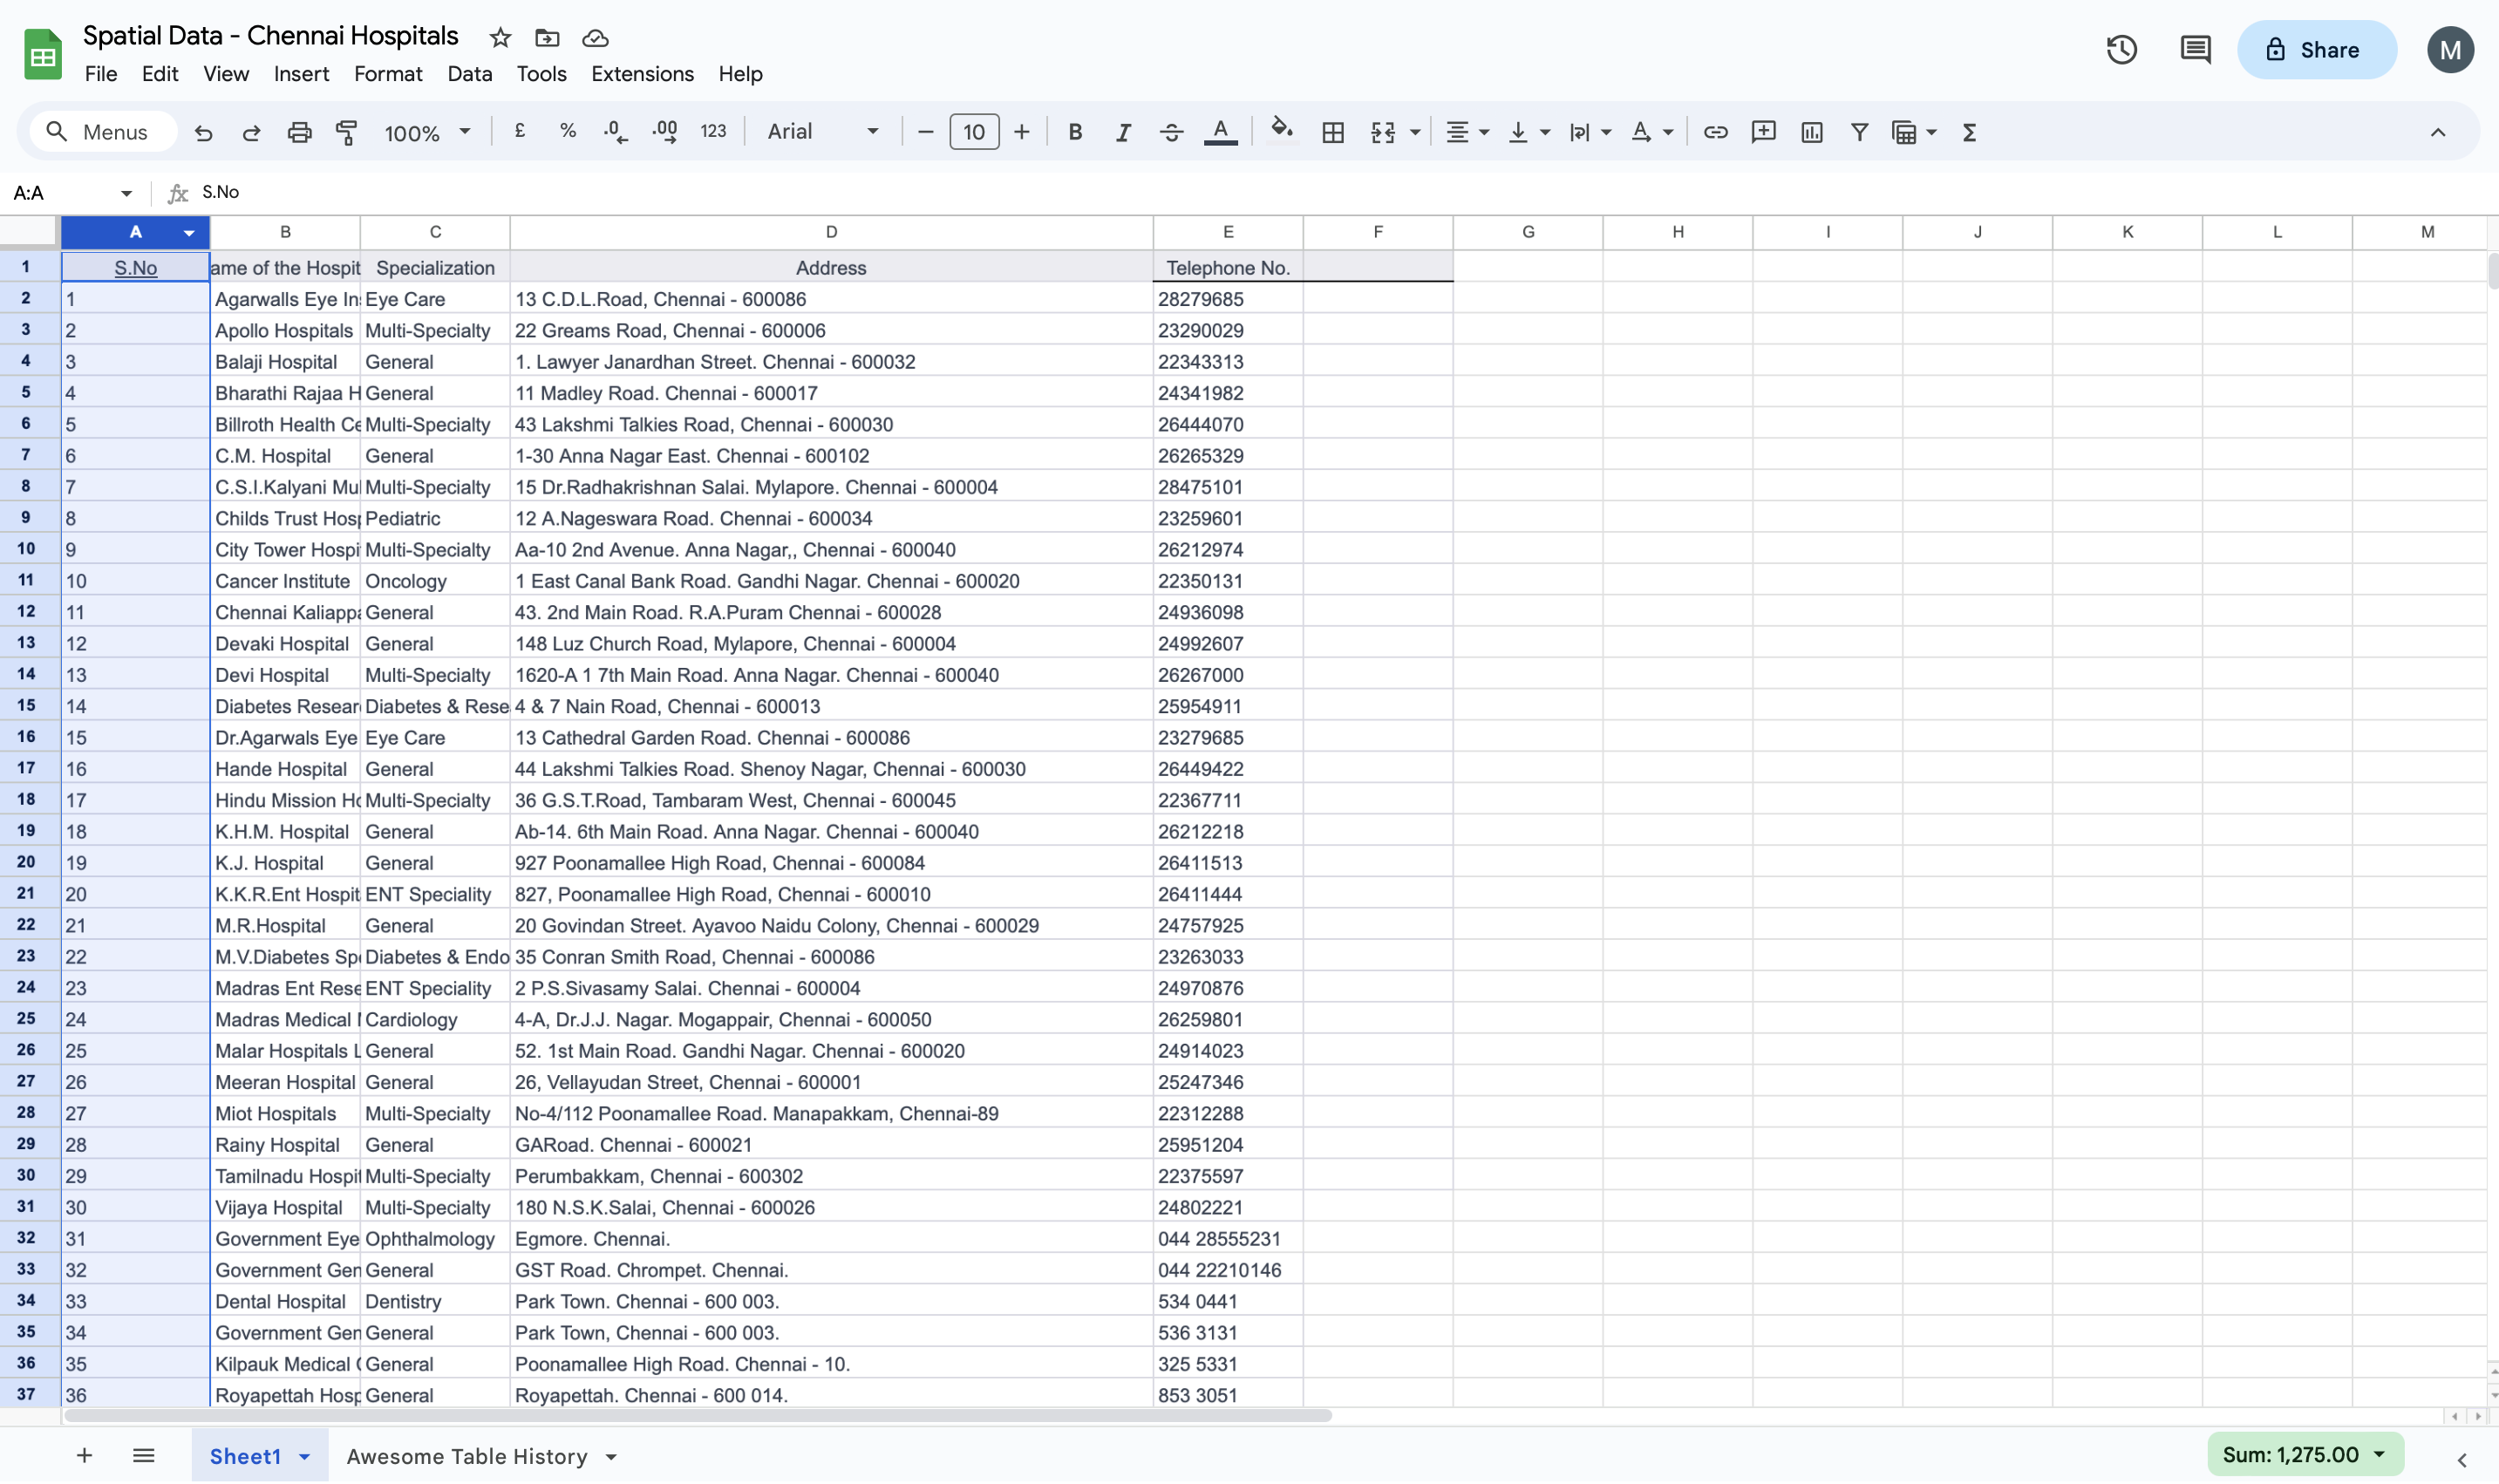 Spatial Data - Chennai Hospitals
File Edit View Insert Format Data Tools Extensions Help
Share M
Menus 100% £ % .0 .00 123 Arial 10 B I A Σ
A:A fx S.No
A B C D E F G H I J K L M
1 S.No ame of the Hospit Specialization Address Telephone No.
2 1 Agarwalls Eye In Eye Care 13 C.D.L.Road, Chennai - 600086 28279685
3 2 Apollo Hospitals Multi-Specialty 22 Greams Road, Chennai - 600006 23290029
4 3 Balaji Hospital General 1. Lawyer Janardhan Street. Chennai - 600032 22343313
5 4 Bharathi Rajaa H General 11 Madley Road. Chennai - 600017 24341982
6 5 Billroth Health Ce Multi-Specialty 43 Lakshmi Talkies Road, Chennai - 600030 26444070
7 6 C.M. Hospital General 1-30 Anna Nagar East. Chennai - 600102 26265329
8 7 C.S.I.Kalyani Mul Multi-Specialty 15 Dr.Radhakrishnan Salai. Mylapore. Chennai - 600004 28475101
9 8 Childs Trust Hosp Pediatric 12 A.Nageswara Road. Chennai - 600034 23259601
10 9 City Tower Hospi Multi-Specialty Aa-10 2nd Avenue. Anna Nagar,, Chennai - 600040 26212974
11 10 Cancer Institute Oncology 1 East Canal Bank Road. Gandhi Nagar. Chennai - 600020 22350131
12 11 Chennai Kaliappa General 43. 2nd Main Road. R.A.Puram Chennai - 600028 24936098
13 12 Devaki Hospital General 148 Luz Church Road, Mylapore, Chennai - 600004 24992607
14 13 Devi Hospital Multi-Specialty 1620-A 1 7th Main Road. Anna Nagar. Chennai - 600040 26267000
15 14 Diabetes Resear Diabetes & Rese 4 & 7 Nain Road, Chennai - 600013 25954911
16 15 Dr.Agarwals Eye Eye Care 13 Cathedral Garden Road. Chennai - 600086 23279685
17 16 Hande Hospital General 44 Lakshmi Talkies Road. Shenoy Nagar, Chennai - 600030 26449422
18 17 Hindu Mission Ho Multi-Specialty 36 G.S.T.Road, Tambaram West, Chennai - 600045 22367711
19 18 K.H.M. Hospital General Ab-14. 6th Main Road. Anna Nagar. Chennai - 600040 26212218
20 19 K.J. Hospital General 927 Poonamallee High Road, Chennai - 600084 26411513
21 20 K.K.R.Ent Hospit ENT Speciality 827, Poonamallee High Road, Chennai - 600010 26411444
22 21 M.R.Hospital General 20 Govindan Street. Ayavoo Naidu Colony, Chennai - 600029 24757925
23 22 M.V.Diabetes Spe Diabetes & Endo 35 Conran Smith Road, Chennai - 600086 23263033
24 23 Madras Ent Rese ENT Speciality 2 P.S.Sivasamy Salai. Chennai - 600004 24970876
25 24 Madras Medical Cardiology 4-A, Dr.J.J. Nagar. Mogappair, Chennai - 600050 26259801
26 25 Malar Hospitals L General 52. 1st Main Road. Gandhi Nagar. Chennai - 600020 24914023
27 26 Meeran Hospital General 26, Vellayudan Street, Chennai - 600001 25247346
28 27 Miot Hospitals Multi-Specialty No-4/112 Poonamallee Road. Manapakkam, Chennai-89 22312288
29 28 Rainy Hospital General GARoad. Chennai - 600021 25951204
30 29 Tamilnadu Hospit Multi-Specialty Perumbakkam, Chennai - 600302 22375597
31 30 Vijaya Hospital Multi-Specialty 180 N.S.K.Salai, Chennai - 600026 24802221
32 31 Government Eye Ophthalmology Egmore. Chennai. 044 28555231
33 32 Government Gen General GST Road. Chrompet. Chennai. 044 22210146
34 33 Dental Hospital Dentistry Park Town. Chennai - 600 003. 534 0441
35 34 Government Gen General Park Town, Chennai - 600 003. 536 3131
36 35 Kilpauk Medical General Poonamallee High Road. Chennai - 10. 325 5331
37 36 Royapettah Hosp General Royapettah. Chennai - 600 014. 853 3051
Sheet1 Awesome Table History Sum: 1,275.00